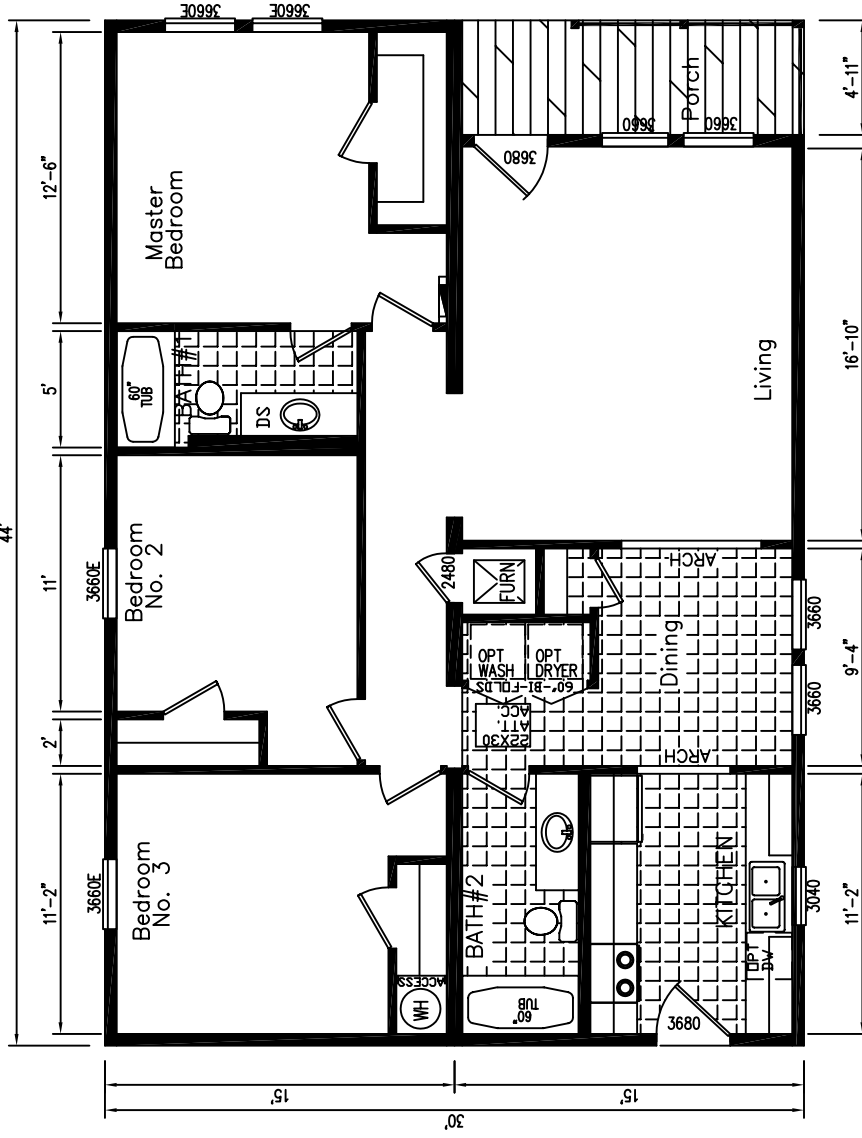 3660E
3660E
44'
12'-6"
5'
11'
2'
11'-2"
Master
Bedroom
Porch
4'-11"
3680
3660
3660
BATH#1
60"
TUB
DS
Living
16'-10"
3660E
Bedroom
No. 2
2480
FURN
ARCH
OPT
WASH
OPT
DRYER
60"-BI-FOLDS
22X30
ATT.
ACC.
Dining
ARCH
3660
3660
9'-4"
3660E
Bedroom
No. 3
ACCESS
WH
BATH#2
60"
TUB
KITCHEN
OPT
DW
3680
3040
11'-2"
15'
15'
30'